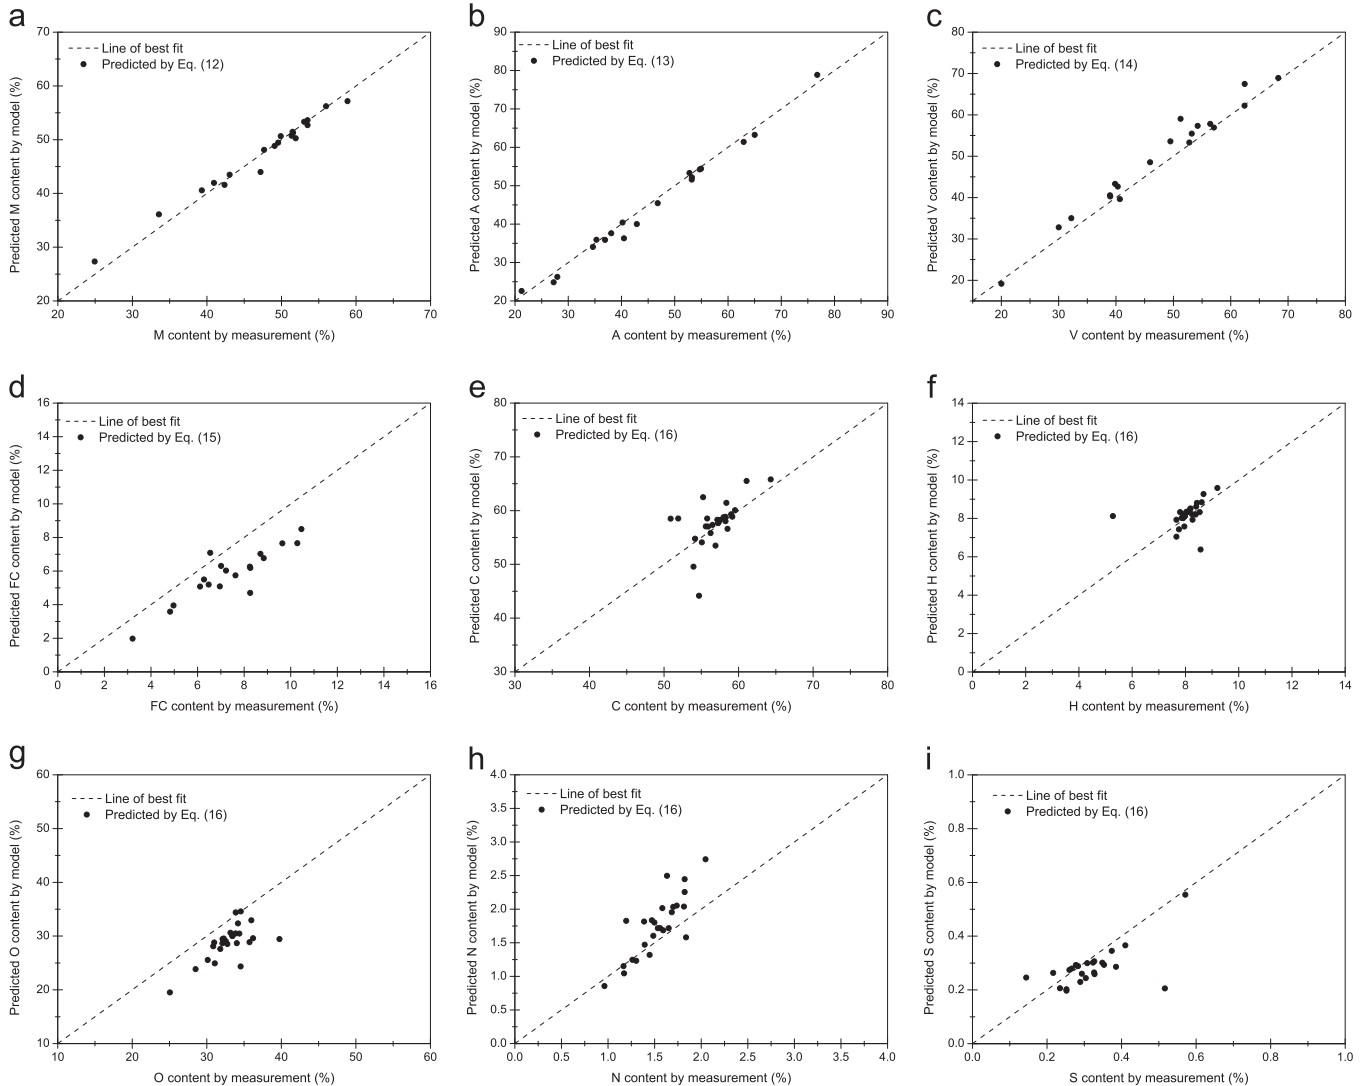 a
70
60
50
40
30
20
20 30 40 50 60 70
Line of best fit
Predicted by Eq. (12)
Predicted M content by model (%)
M content by measurement (%)
b
90
80
70
60
50
40
30
20
20 30 40 50 60 70 80 90
Line of best fit
Predicted by Eq. (13)
Predicted A content by model (%)
A content by measurement (%)
c
80
70
60
50
40
30
20
20 30 40 50 60 70 80
Line of best fit
Predicted by Eq. (14)
Predicted V content by model (%)
V content by measurement (%)
d
16
14
12
10
8
6
4
2
0
0 2 4 6 8 10 12 14 16
Line of best fit
Predicted by Eq. (15)
Predicted FC content by model (%)
FC content by measurement (%)
e
80
70
60
50
40
30
30 40 50 60 70 80
Line of best fit
Predicted by Eq. (16)
Predicted C content by model (%)
C content by measurement (%)
f
14
12
10
8
6
4
2
0
0 2 4 6 8 10 12 14
Line of best fit
Predicted by Eq. (16)
Predicted H content by model (%)
H content by measurement (%)
g
60
50
40
30
20
10
10 20 30 40 50 60
Line of best fit
Predicted by Eq. (16)
Predicted O content by model (%)
O content by measurement (%)
h
4.0
3.5
3.0
2.5
2.0
1.5
1.0
0.5
0.0
0.0 0.5 1.0 1.5 2.0 2.5 3.0 3.5 4.0
Line of best fit
Predicted by Eq. (16)
Predicted N content by model (%)
N content by measurement (%)
i
1.0
0.8
0.6
0.4
0.2
0.0
0.0 0.2 0.4 0.6 0.8 1.0
Line of best fit
Predicted by Eq. (16)
Predicted S content by model (%)
S content by measurement (%)